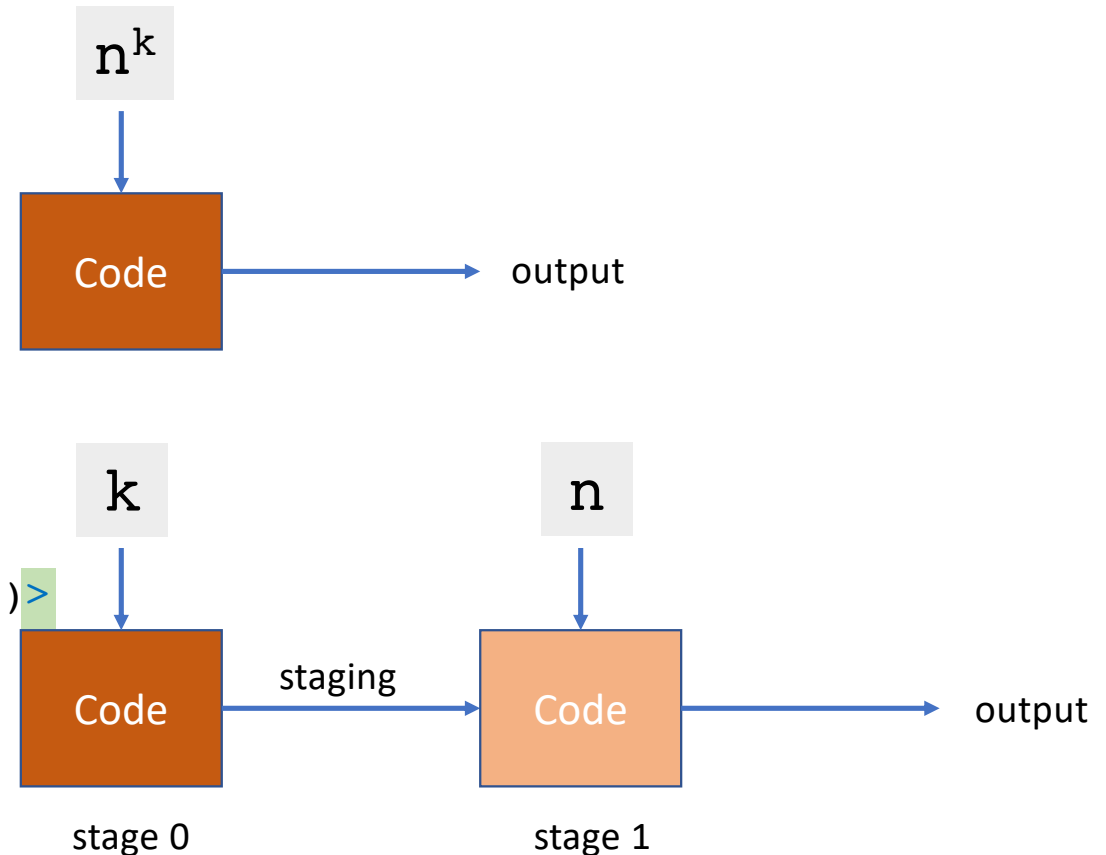 nᵏ
Code
output
k
n
)>
staging
Code
Code
output
stage 0
stage 1